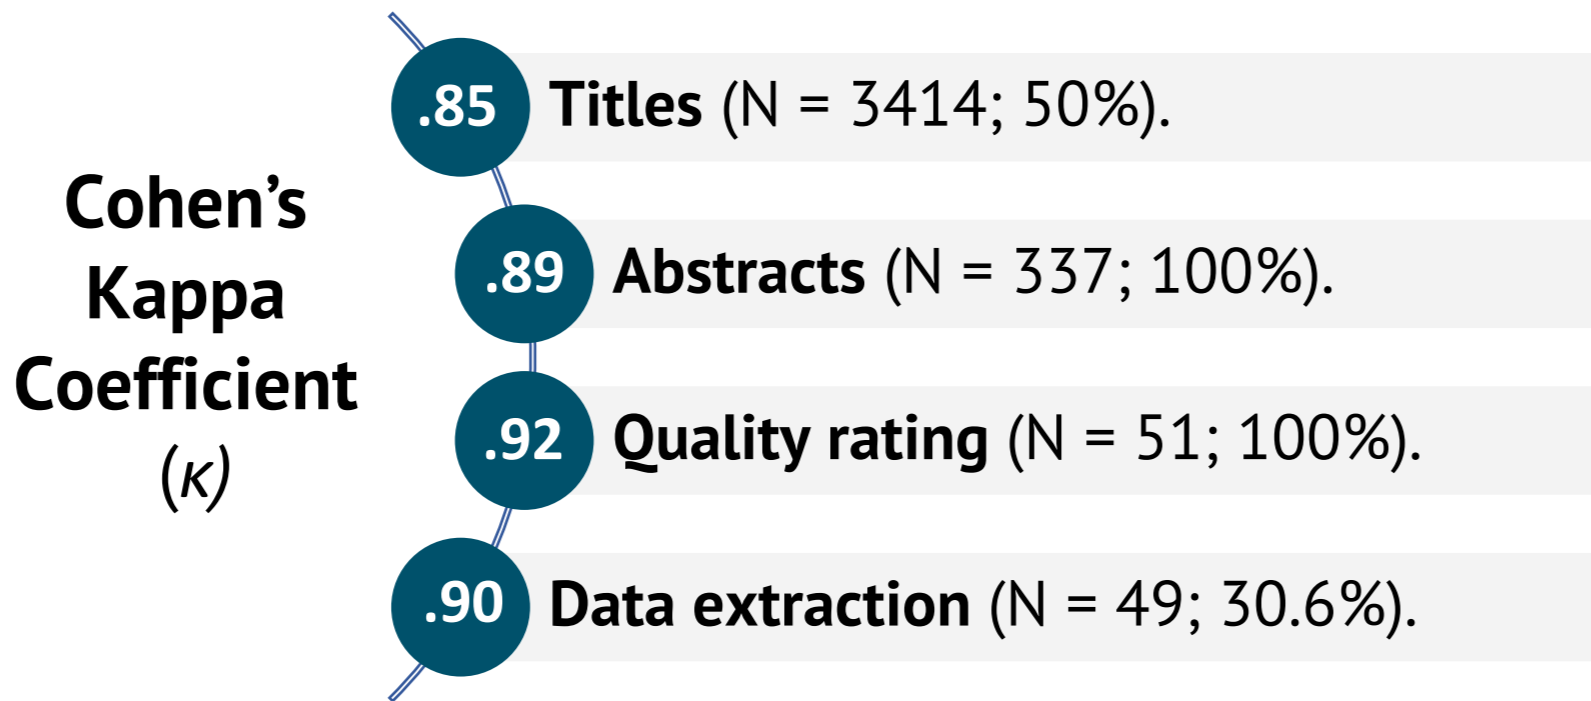 Cohen’s
Kappa
Coefficient
(κ)
.85 Titles (N = 3414; 50%).
.89 Abstracts (N = 337; 100%).
.92 Quality rating (N = 51; 100%).
.90 Data extraction (N = 49; 30.6%).